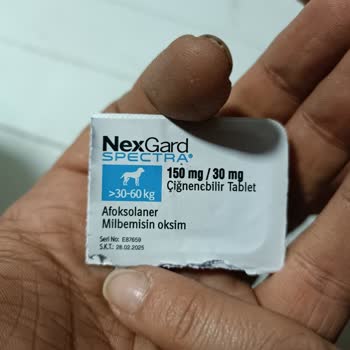 NexGard
SPECTRA®
150 mg / 30 mg
Çiğnenebilir Tablet
>30-60 kg
Afoksolaner
Milbemisin oksim
Seri No: E87659
S.K.T.: 28.02.2025